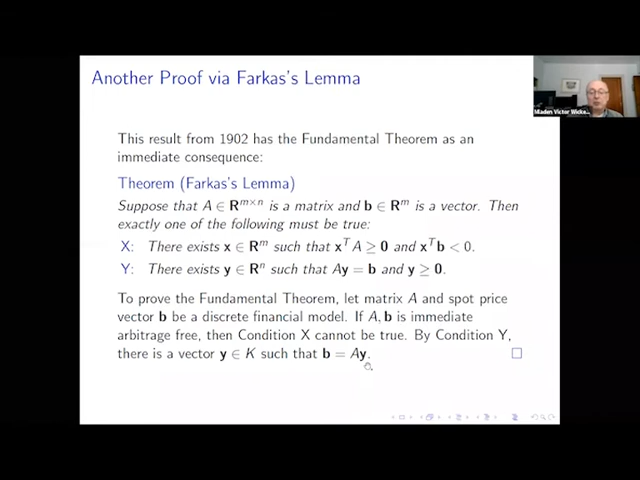 Another Proof via Farkas's Lemma
Mladen Victor Wicke...
This result from 1902 has the Fundamental Theorem as an
immediate consequence:
Theorem (Farkas's Lemma)
Suppose that A ∈ R^{m×n} is a matrix and b ∈ R^m is a vector. Then
exactly one of the following must be true:
X: There exists x ∈ R^m such that x^T A ≥ 0 and x^T b < 0.
Y: There exists y ∈ R^n such that Ay = b and y ≥ 0.
To prove the Fundamental Theorem, let matrix A and spot price
vector b be a discrete financial model. If A, b is immediate
arbitrage free, then Condition X cannot be true. By Condition Y,
there is a vector y ∈ K such that b = Ay. □